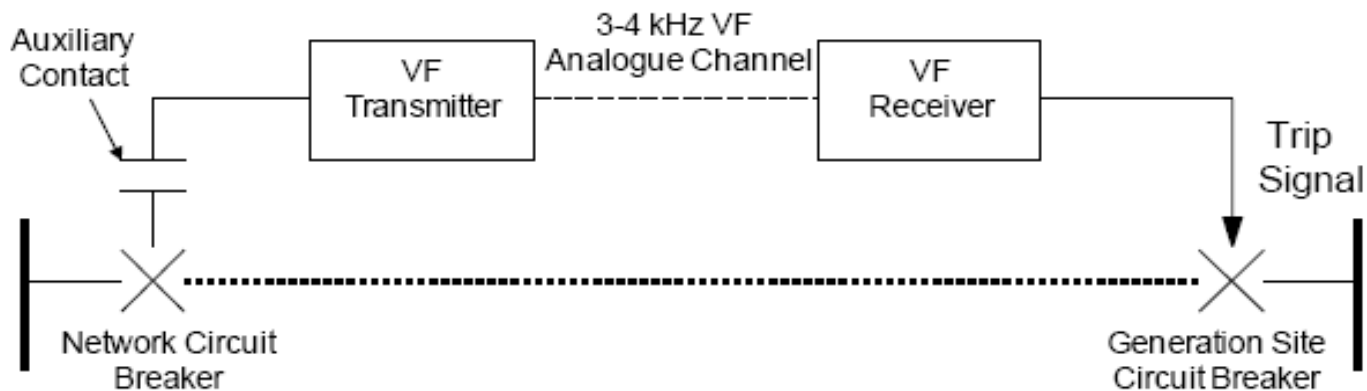 Auxiliary
Contact
VF
Transmitter
3-4 kHz VF
Analogue Channel
VF
Receiver
Trip
Signal
Network Circuit
Breaker
Generation Site
Circuit Breaker